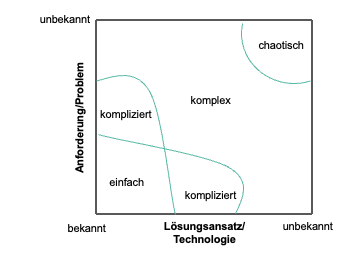 unbekannt
chaotisch
Anforderung/Problem
komplex
kompliziert
einfach
kompliziert
bekannt
Lösungsansatz/
Technologie
unbekannt